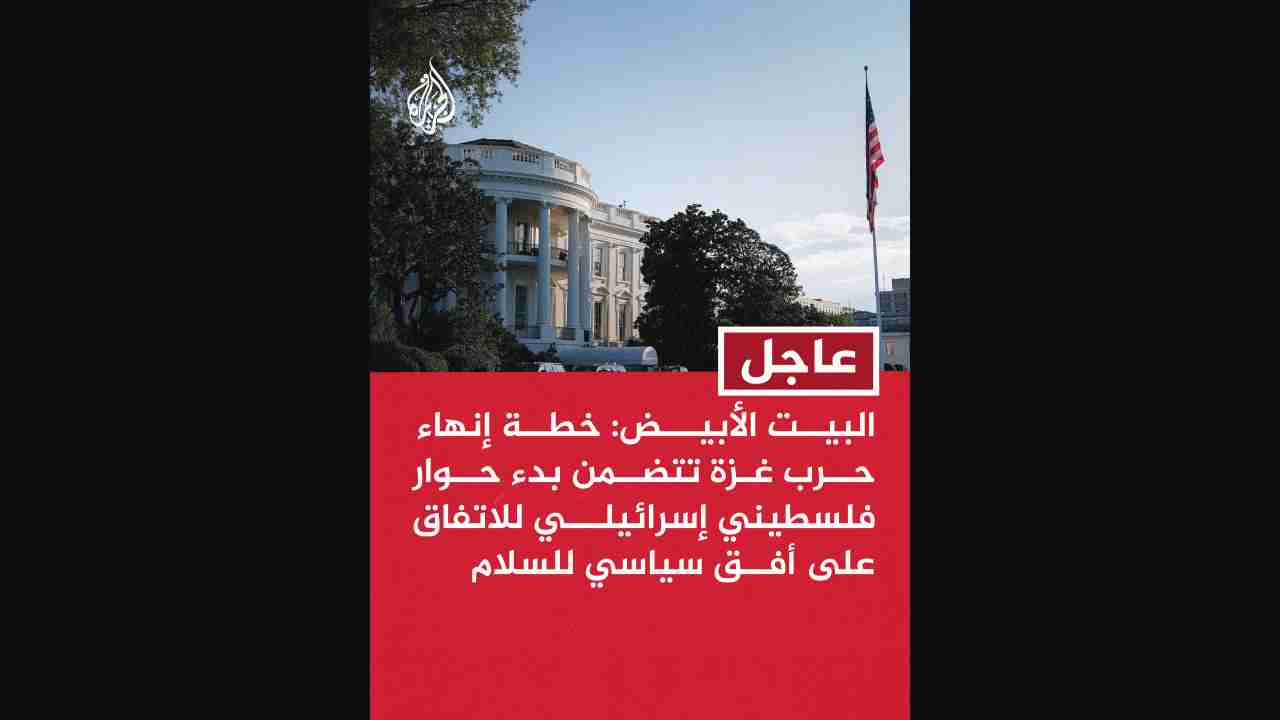 الجزيرة
عاجل
البيت الأبيض: خطة إنهاء
حرب غزة تتضمن بدء حوار
فلسطيني إسرائيلي للاتفاق
على أفق سياسي للسلام